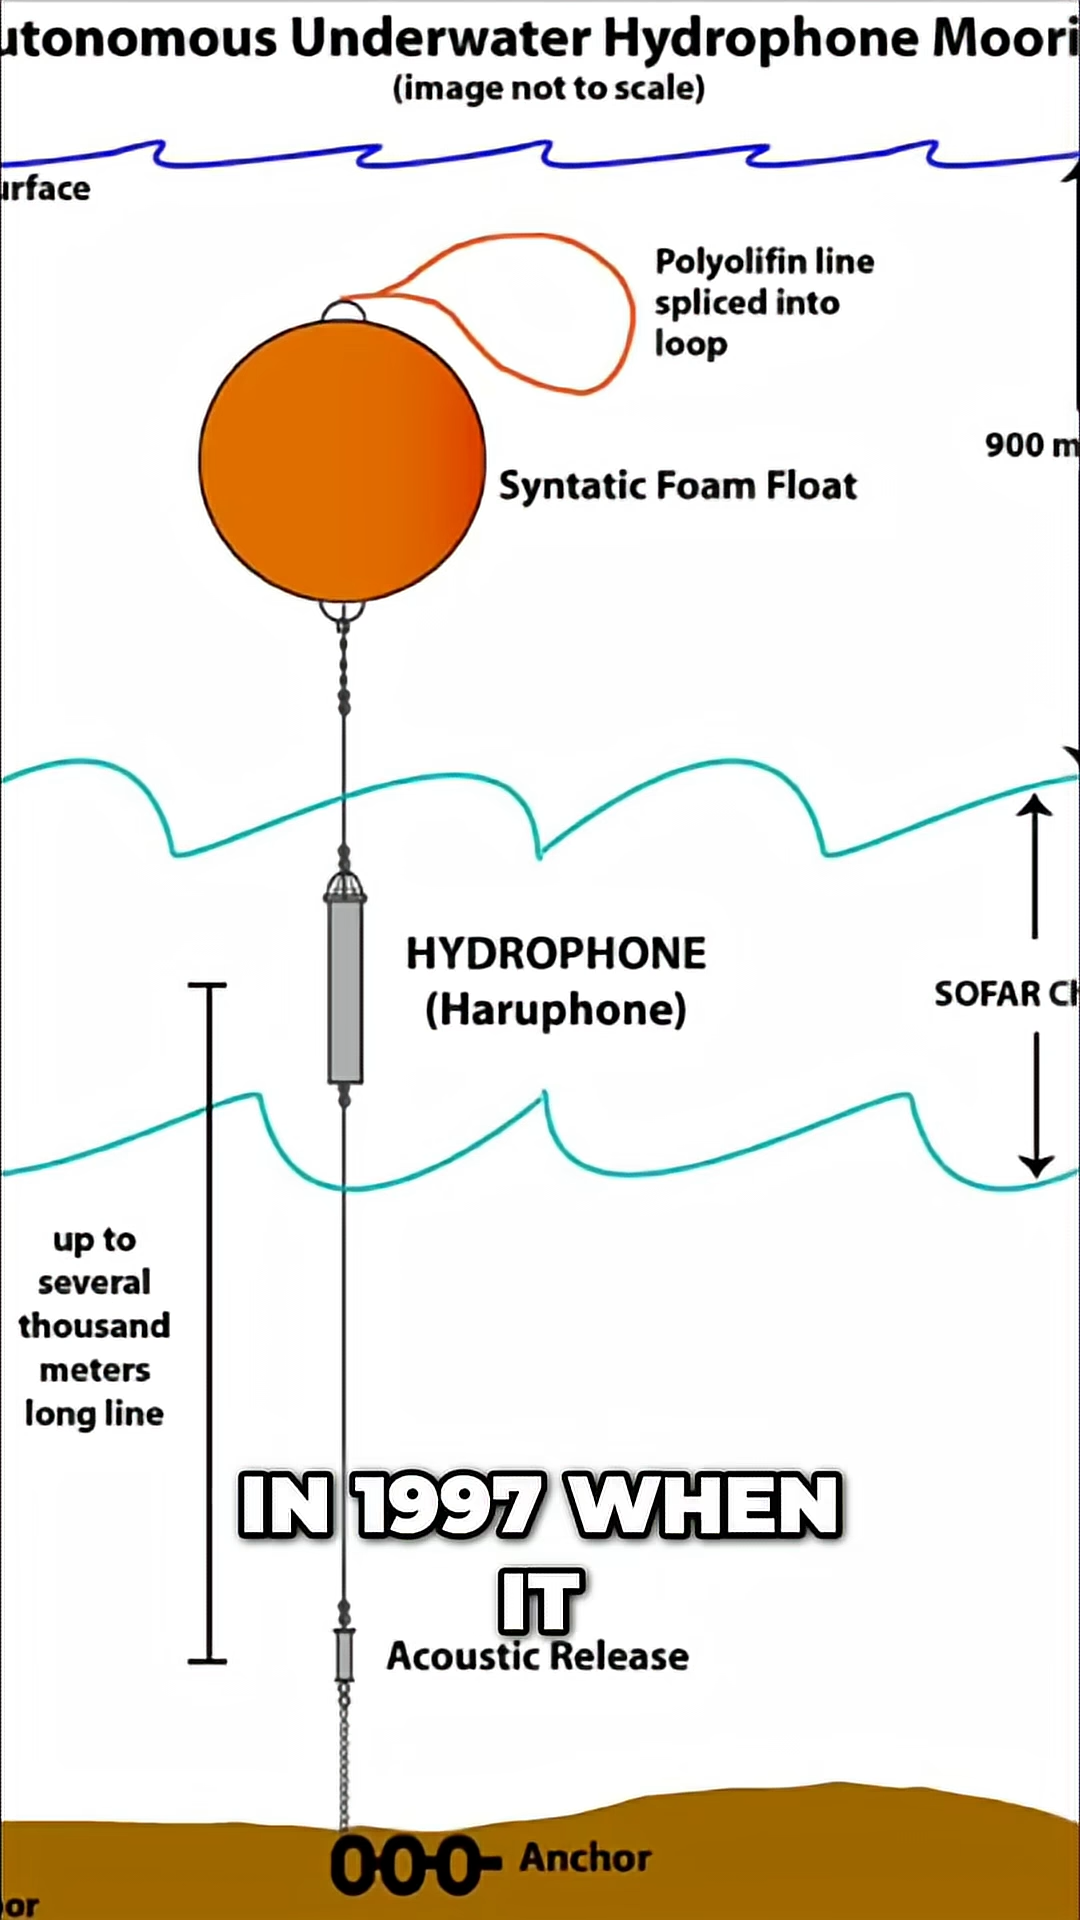 utonomous Underwater Hydrophone Moori
(image not to scale)
urface
Polyolifin line
spliced into
loop
900 m
Syntatic Foam Float
HYDROPHONE
(Haruphone)
SOFAR Ch
up to
several
thousand
meters
long line
IN 1997 WHEN
IT
Acoustic Release
Anchor
or